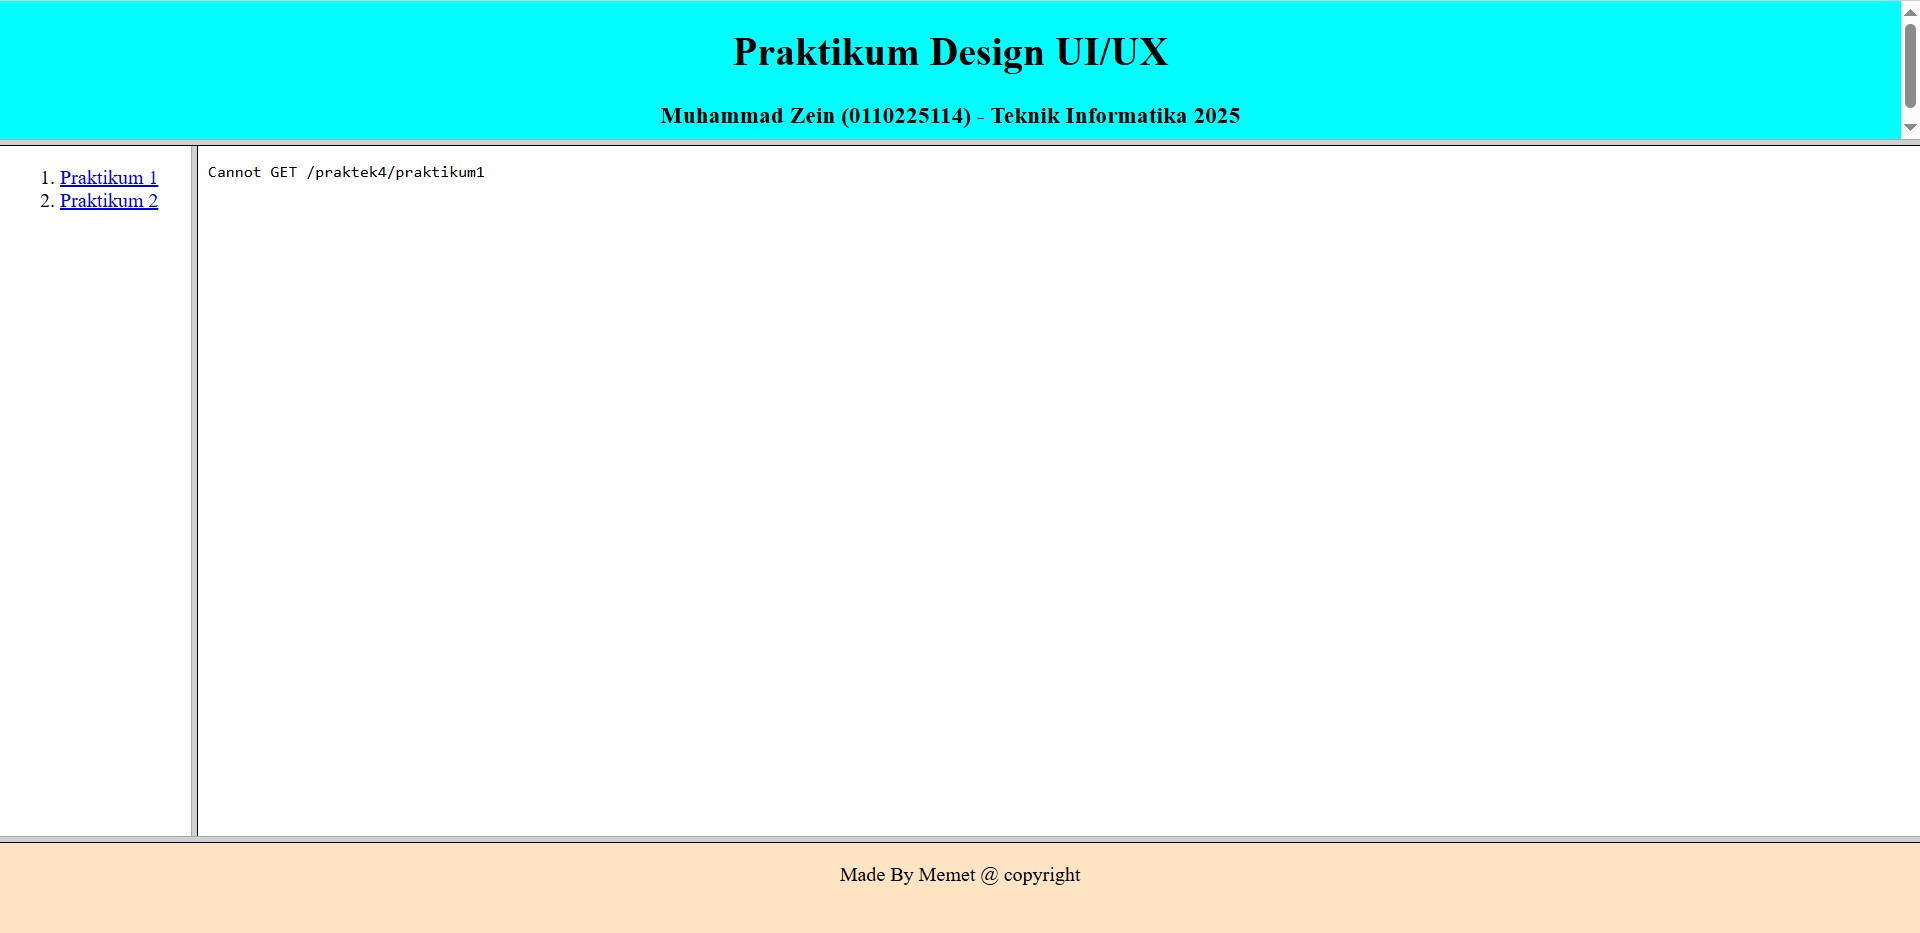 Praktikum Design UI/UX
Muhammad Zein (0110225114) - Teknik Informatika 2025
1. Praktikum 1
2. Praktikum 2
Cannot GET /praktek4/praktikum1
Made By Memet @ copyright